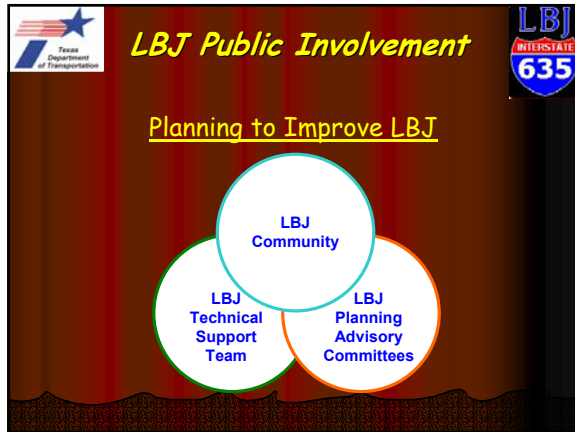 Texas
Department
of Transportation
LBJ Public Involvement
LBJ
INTERSTATE
635
Planning to Improve LBJ
LBJ
Community
LBJ
Technical
Support
Team
LBJ
Planning
Advisory
Committees